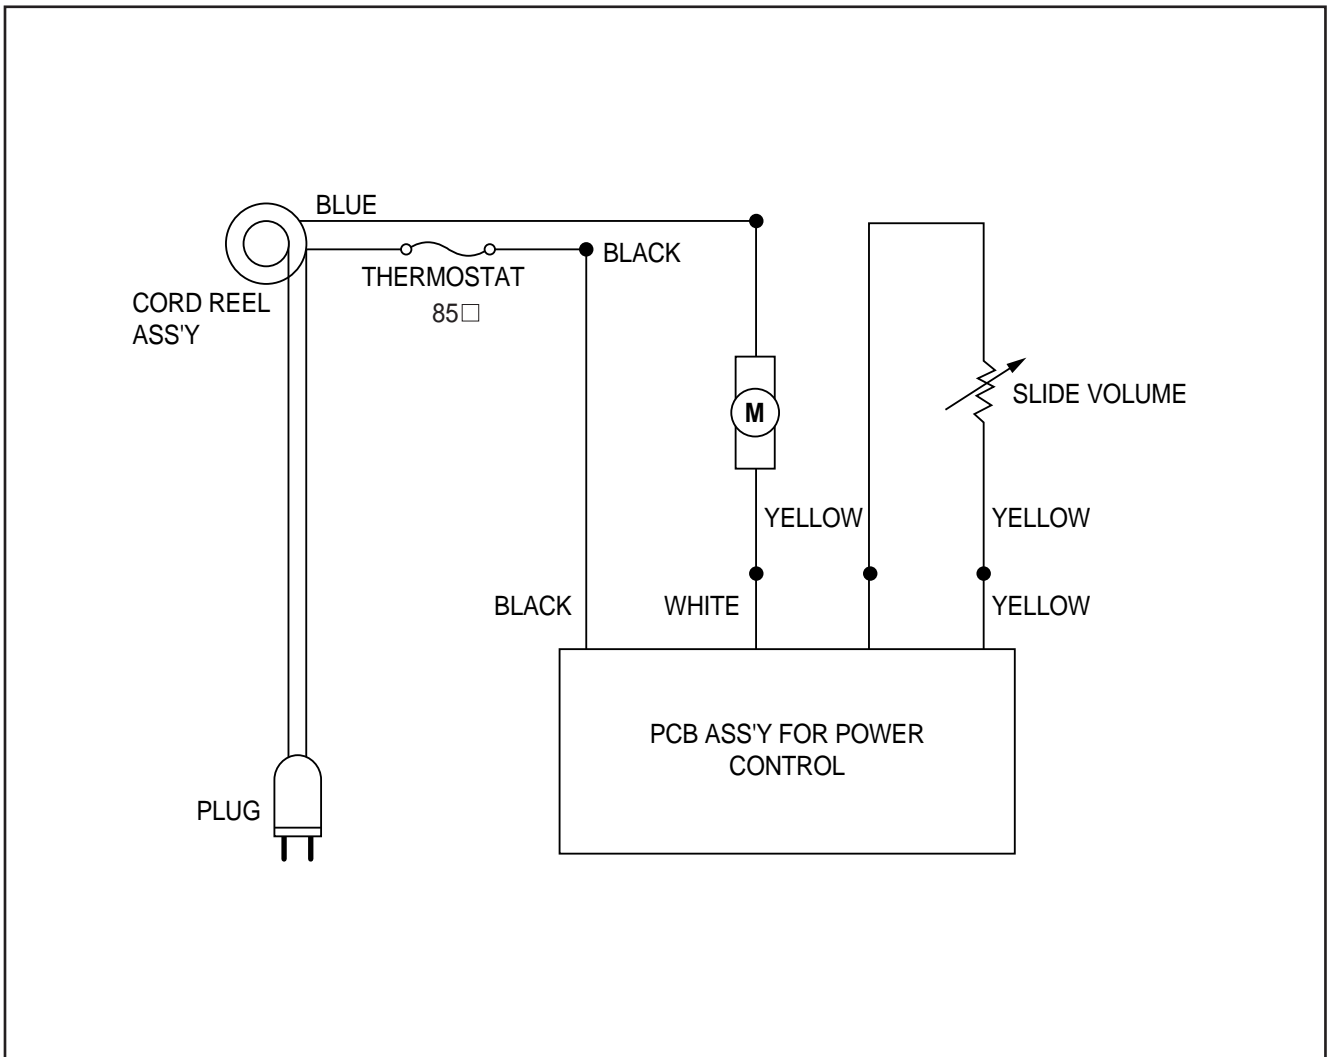 BLUE
BLACK
THERMOSTAT
85□
CORD REEL
ASS'Y
M
SLIDE VOLUME
YELLOW
YELLOW
BLACK
WHITE
YELLOW
PCB ASS'Y FOR POWER
CONTROL
PLUG